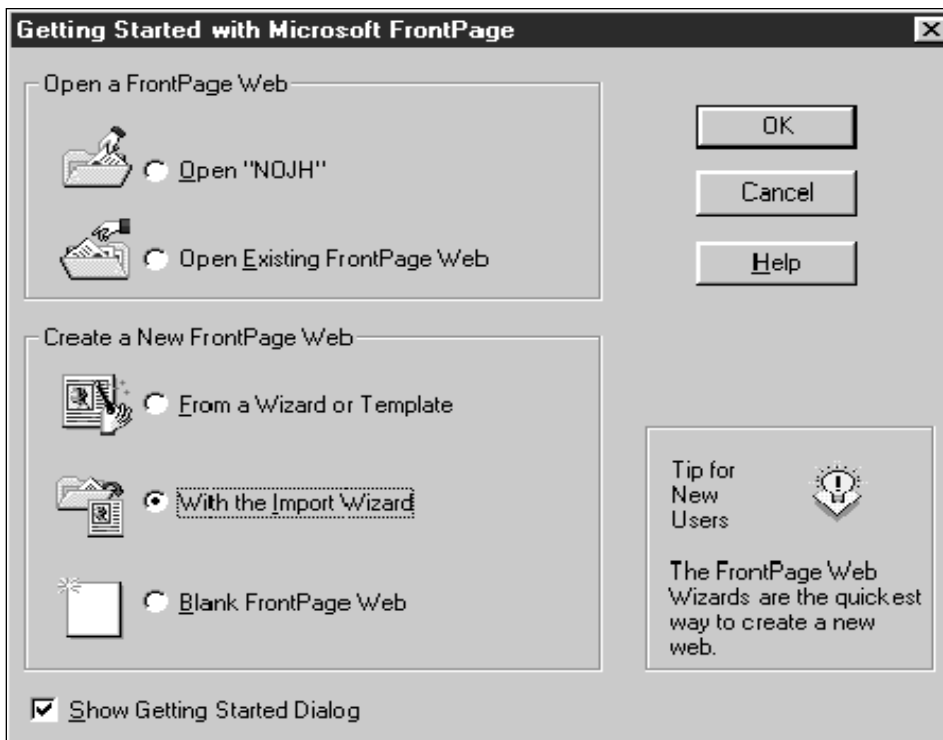 Getting Started with Microsoft FrontPage
Open a FrontPage Web
Open "NOJH"
Open Existing FrontPage Web
OK
Cancel
Help
Create a New FrontPage Web
From a Wizard or Template
With the Import Wizard
Blank FrontPage Web
Tip for
New
Users
The FrontPage Web
Wizards are the quickest
way to create a new
web.
Show Getting Started Dialog